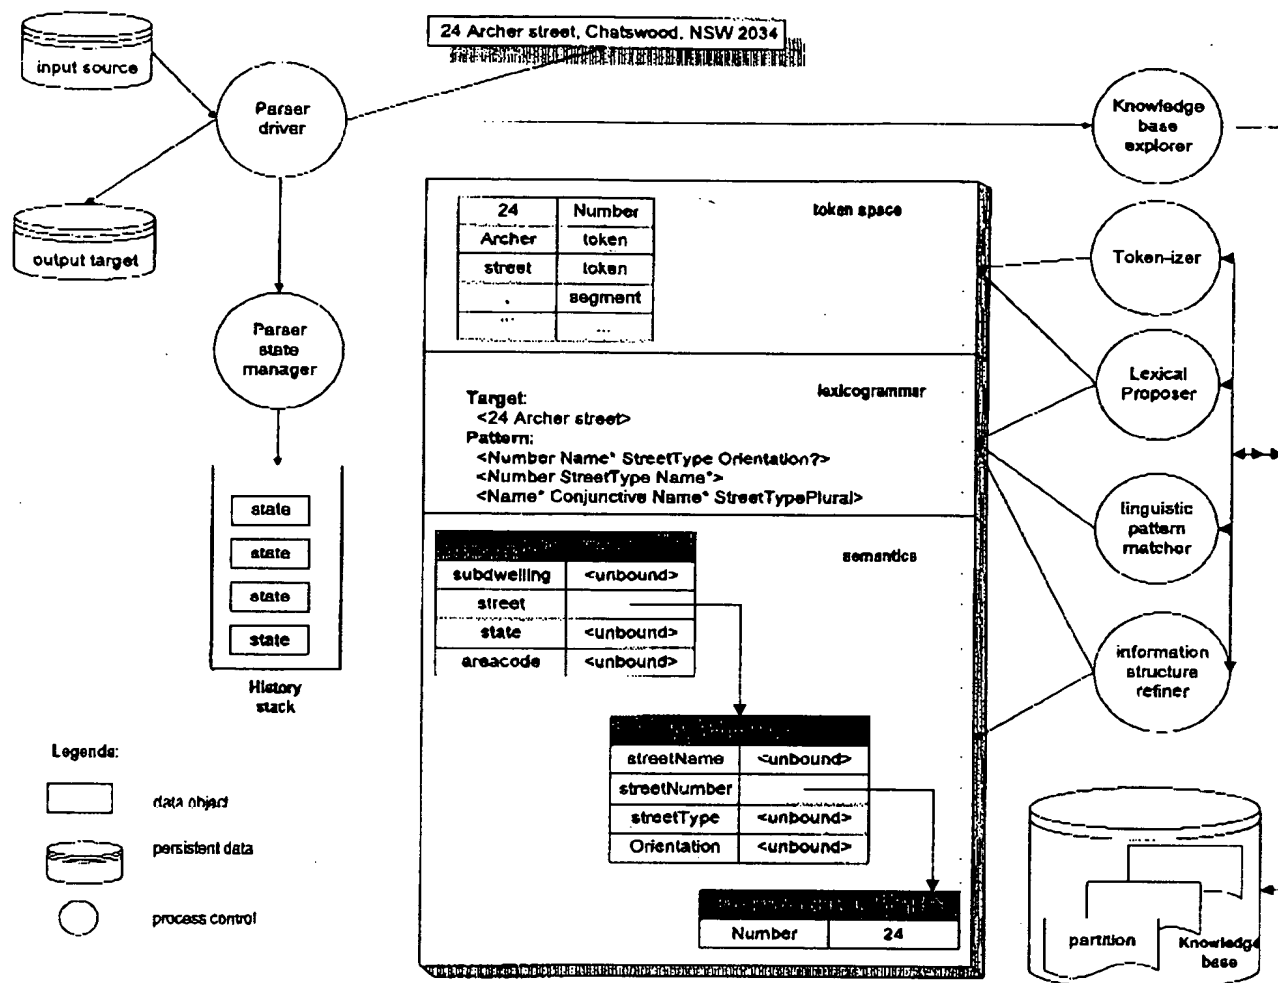 24 Archer street, Chatswood, NSW 2034
input source
Parser
driver
Knowledge
base
explorer
output target
24 Number
Archer token
street token
. segment
... ...
token space
Token-izer
Parser
state
manager
Lexical
Proposer
lexicogrammar
Target:
<24 Archer street>
Pattern:
<Number Name* StreetType Orientation?>
<Number StreetType Name*>
<Name* Conjunctive Name* StreetTypePlural>
linguistic
pattern
matchor
state
state
state
state
History
stack
semantics
subdwelling <unbound>
street
state <unbound>
areacode <unbound>
information
structure
refiner
streetName <unbound>
streetNumber
streetType <unbound>
Orientation <unbound>
Number 24
Legends:
data object
persistent data
process control
partition
Knowledge
base